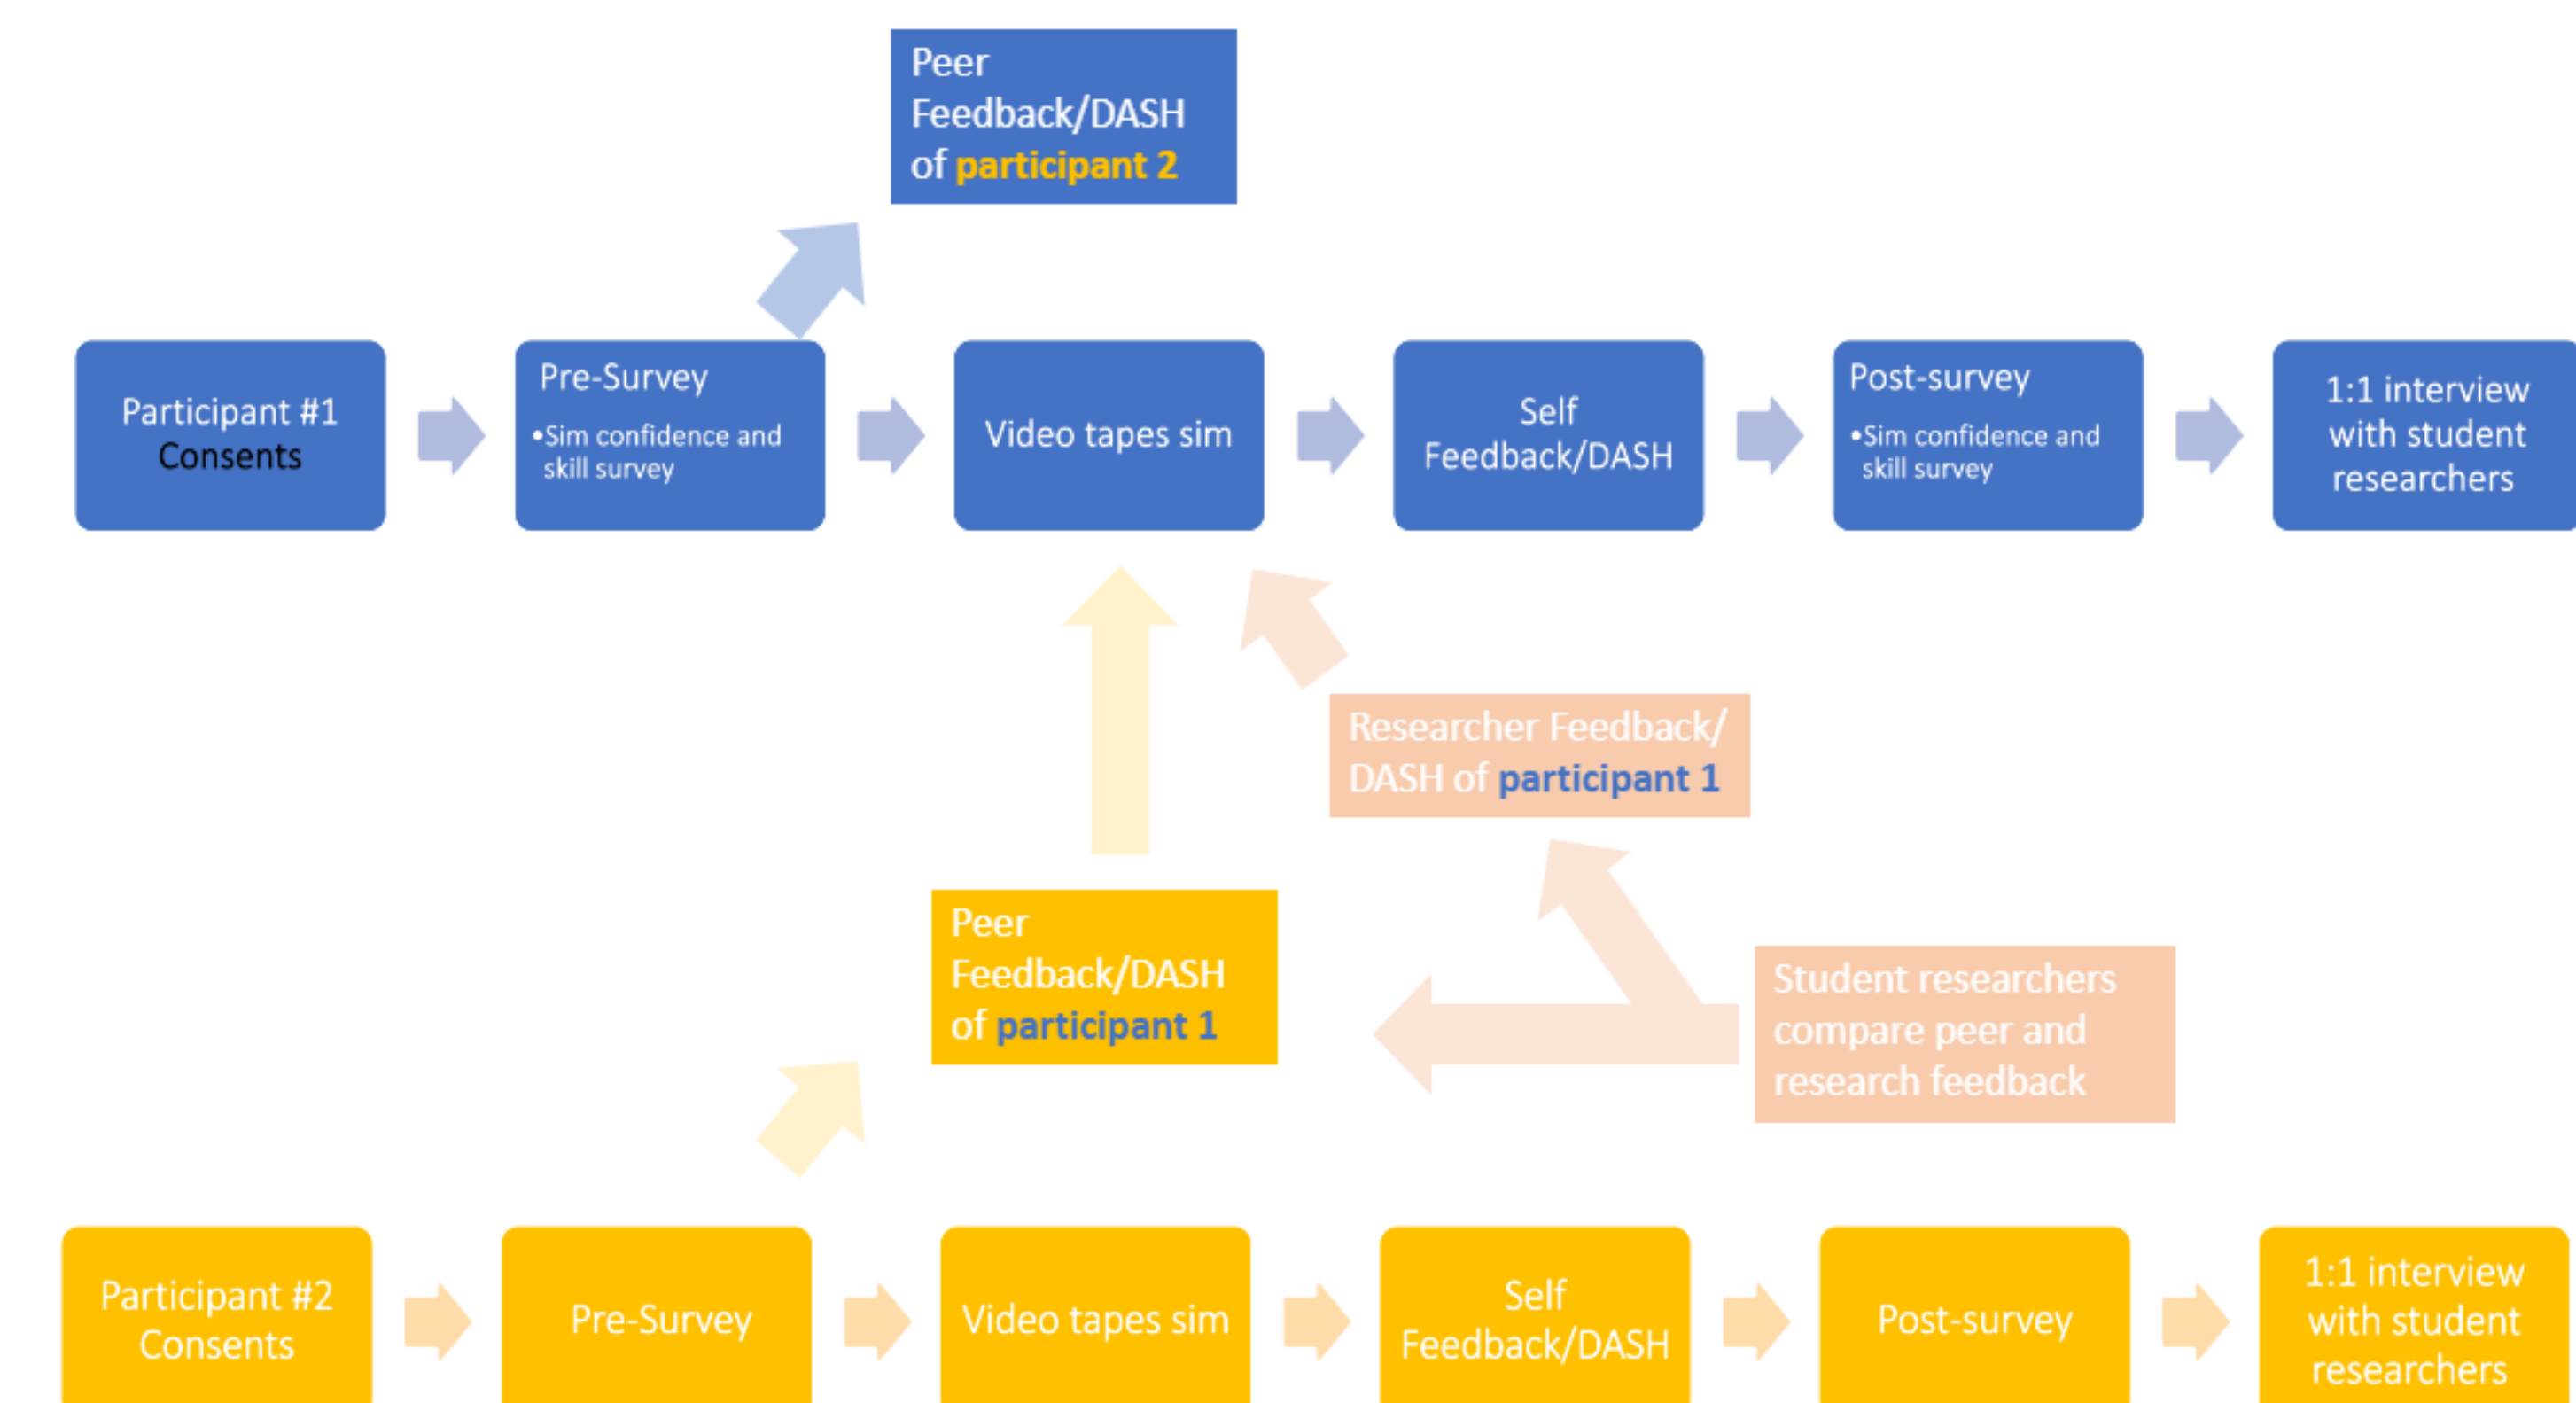 Peer
Feedback/DASH
of participant 2
Participant #1
Consents
Pre-Survey
•Sim confidence and
skill survey
Video tapes sim
Self
Feedback/DASH
Post-survey
•Sim confidence and
skill survey
1:1 interview
with student
researchers
Researcher Feedback/
DASH of participant 1
Peer
Feedback/DASH
of participant 1
Student researchers
compare peer and
research feedback
Participant #2
Consents
Pre-Survey
Video tapes sim
Self
Feedback/DASH
Post-survey
1:1 interview
with student
researchers